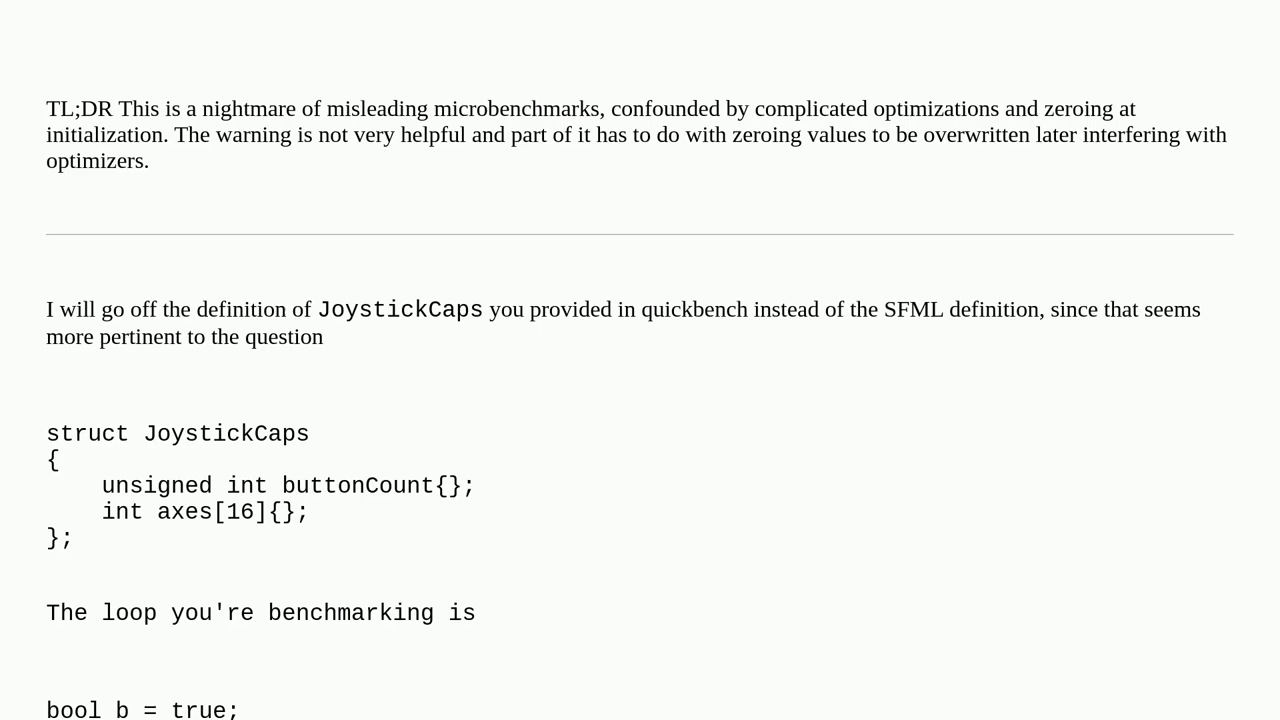 TL;DR This is a nightmare of misleading microbenchmarks, confounded by complicated optimizations and zeroing at
initialization. The warning is not very helpful and part of it has to do with zeroing values to be overwritten later interfering with
optimizers.
I will go off the definition of JoystickCaps you provided in quickbench instead of the SFML definition, since that seems
more pertinent to the question
struct JoystickCaps
{
    unsigned int buttonCount{};
    int axes[16]{};
};
The loop you're benchmarking is
bool b = true;